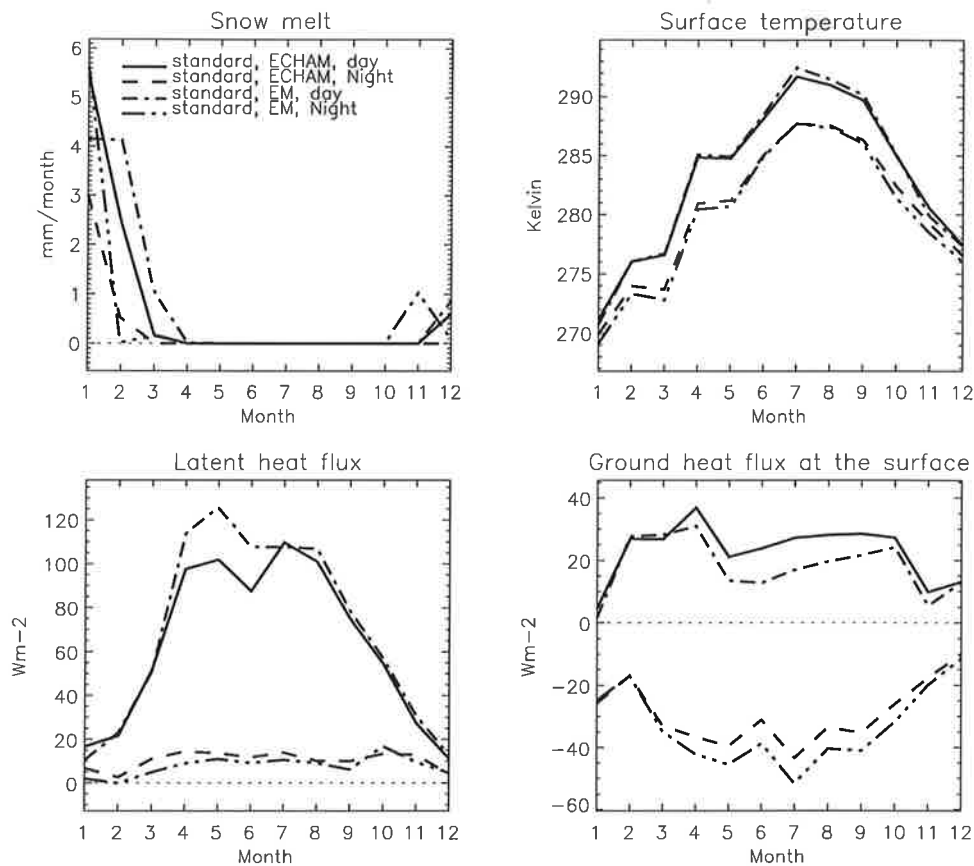 Snow melt
6
5
4
3
2
1
0
mm/month
standard, ECHAM, day
standard, ECHAM, Night
standard, EM, day
standard, EM, Night
1 2 3 4 5 6 7 8 9 10 11 12
Month
Surface temperature
290
285
280
275
270
Kelvin
1 2 3 4 5 6 7 8 9 10 11 12
Month
Latent heat flux
120
100
80
60
40
20
0
Wm-2
1 2 3 4 5 6 7 8 9 10 11 12
Month
Ground heat flux at the surface
40
20
0
-20
-40
-60
Wm-2
1 2 3 4 5 6 7 8 9 10 11 12
Month